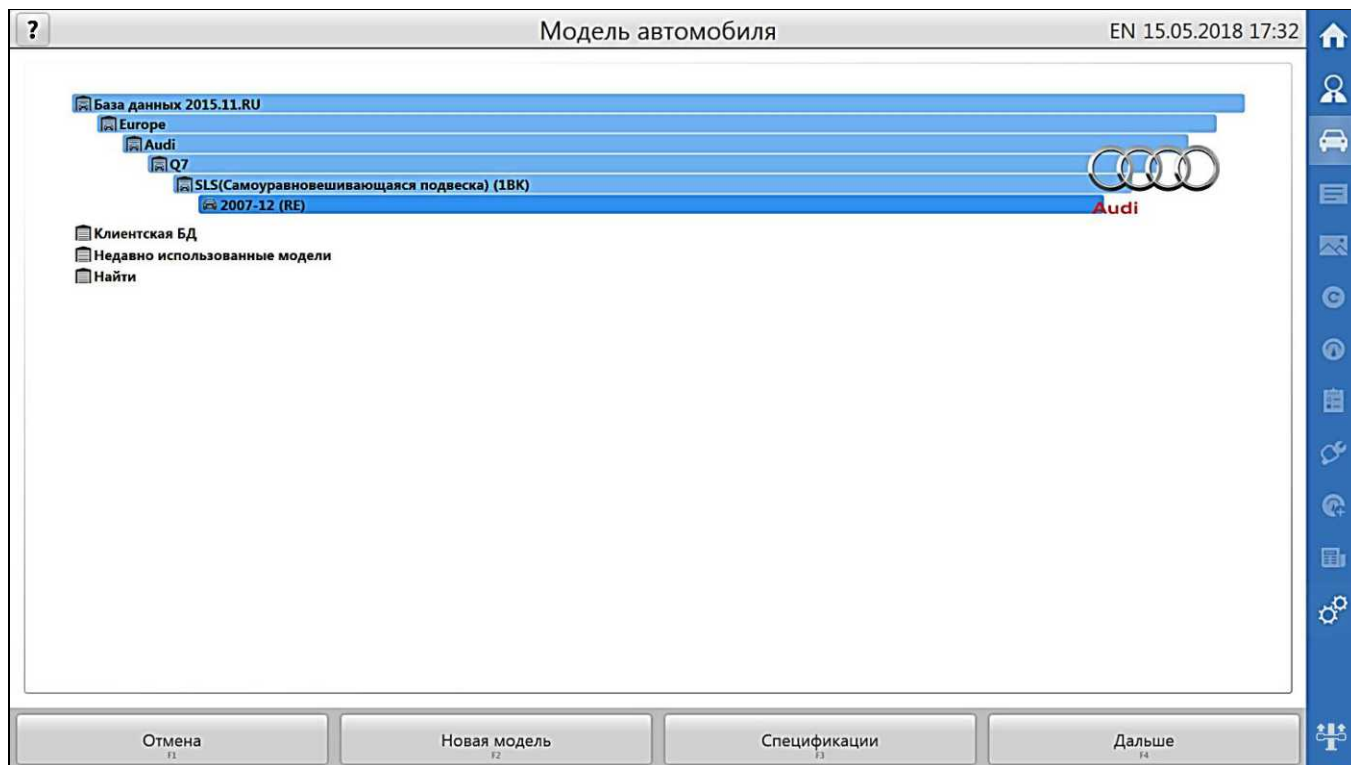 ?
Модель автомобиля
EN 15.05.2018 17:32
База данных 2015.11.RU
Europe
Audi
Q7
SLS(Самоуравновешивающаяся подвеска) (1BK)
2007-12 (RE)
Audi
Клиентская БД
Недавно использованные модели
Найти
C
Отмена
F1
Новая модель
F2
Спецификации
F3
Дальше
F4